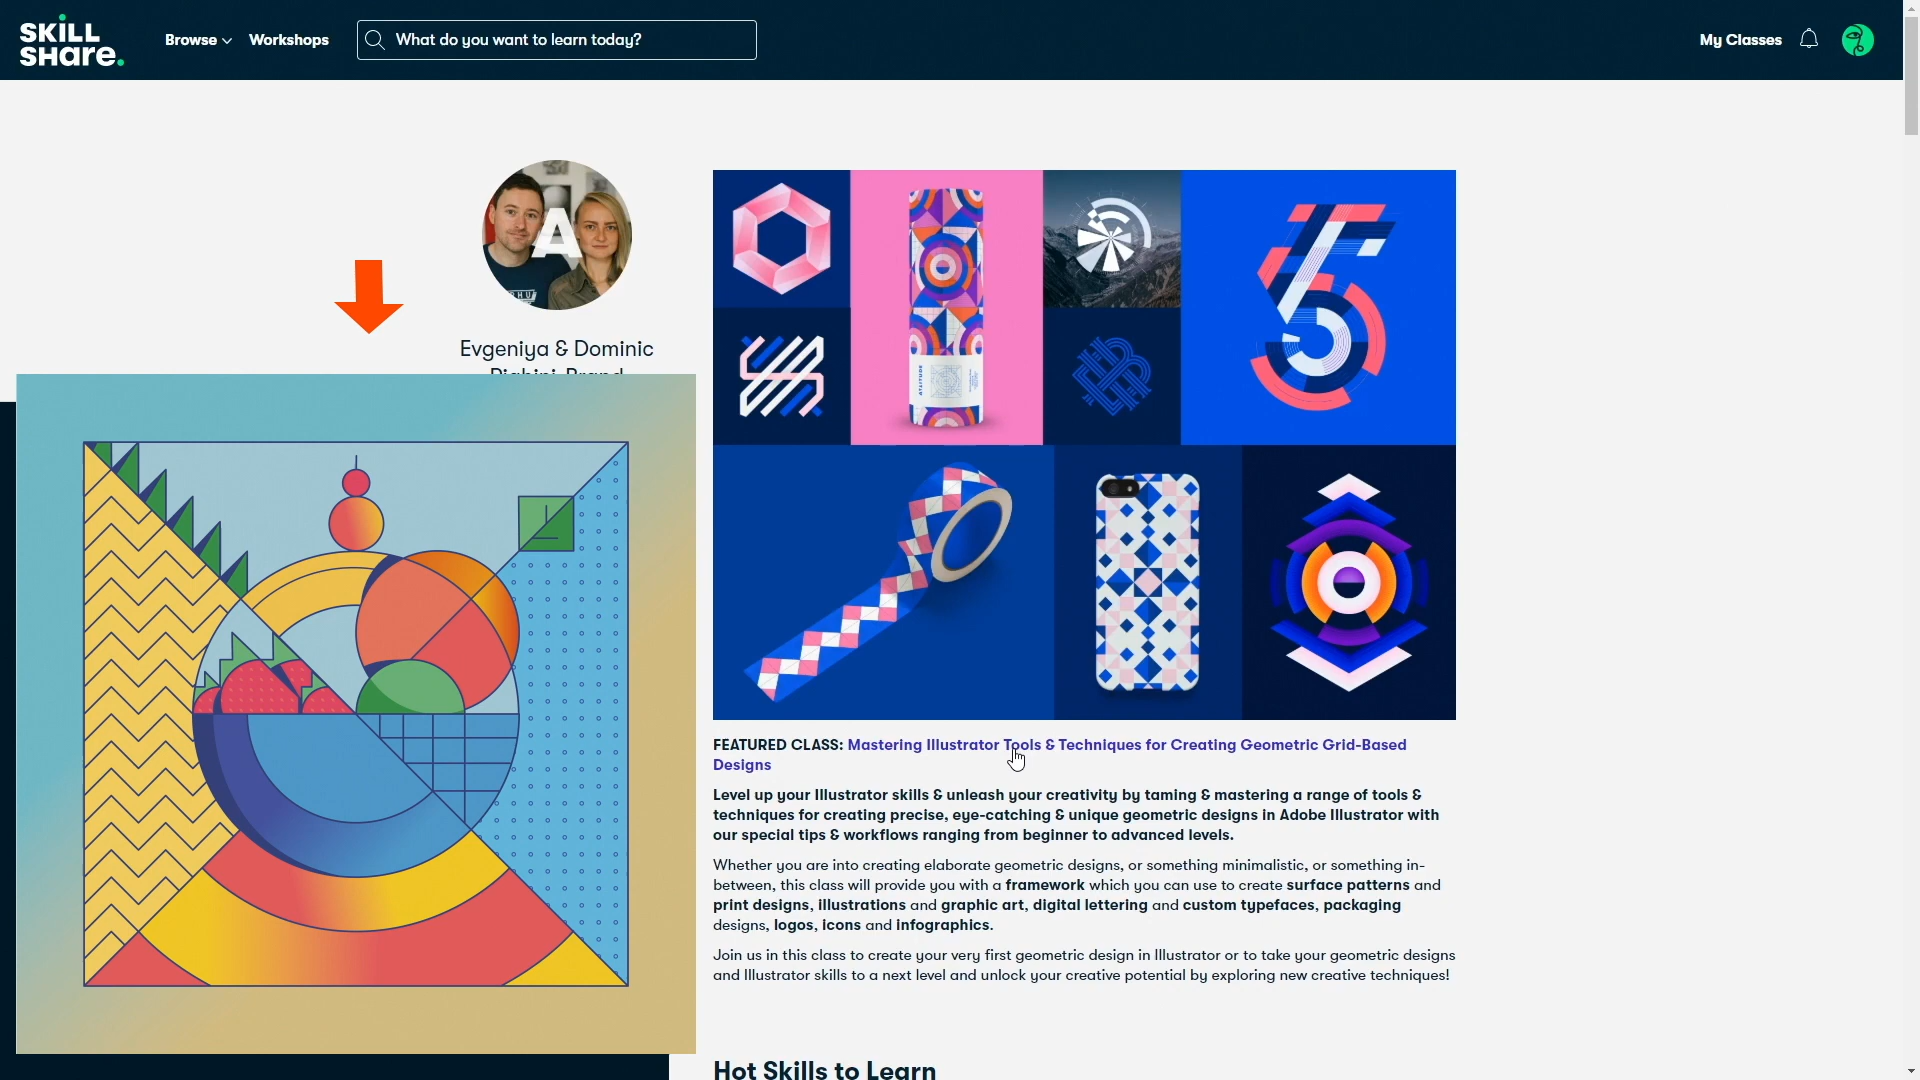 SKILL
SHare.
Browse
Workshops
What do you want to learn today?
My Classes
A
Evgeniya & Dominic
FEATURED CLASS: Mastering Illustrator Tools & Techniques for Creating Geometric Grid-Based
Designs
Level up your Illustrator skills & unleash your creativity by taming & mastering a range of tools &
techniques for creating precise, eye-catching & unique geometric designs in Adobe Illustrator with
our special tips & workflows ranging from beginner to advanced levels.
Whether you are into creating elaborate geometric designs, or something minimalistic, or something in-
between, this class will provide you with a framework which you can use to create surface patterns and
print designs, illustrations and graphic art, digital lettering and custom typefaces, packaging
designs, logos, icons and infographics.
Join us in this class to create your very first geometric design in Illustrator or to take your geometric designs
and Illustrator skills to a next level and unlock your creative potential by exploring new creative techniques!
Hot Skills to Learn